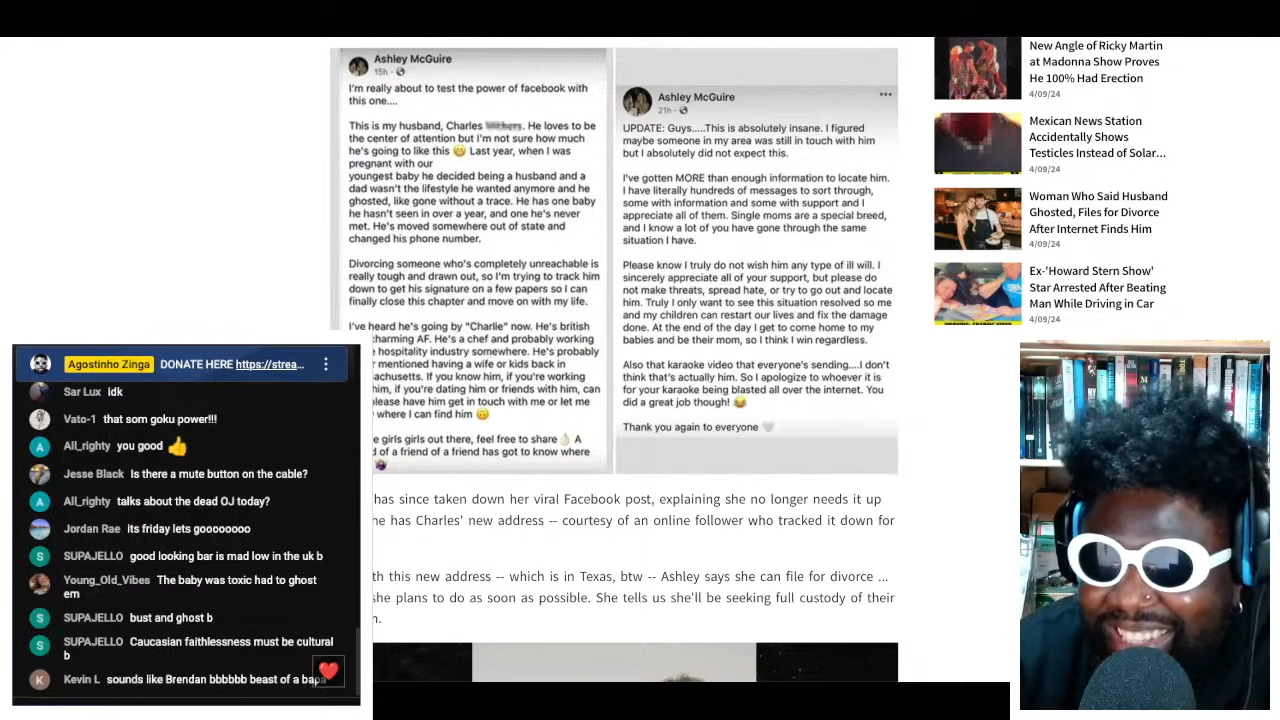 Ashley McGuire
15h
I'm really about to test the power of facebook with
this one....
This is my husband, Charles
. He loves to be
the center of attention but I'm not sure how much
he's going to like this 😄 Last year, when I was
pregnant with our
youngest baby he decided being a husband and a
dad wasn't the lifestyle he wanted anymore and he
ghosted, like gone without a trace. He has one baby
he hasn't seen in over a year, and one he's never
met. He's moved somewhere out of state and
changed his phone number.
Divorcing someone who's completely unreachable is
really tough and drawn out, so I'm trying to track him
down to get his signature on a few papers so I can
finally close this chapter and move on with my life.
I've heard he's going by "Charlie" now. He's british
charming AF. He's a chef and probably working
hospitality industry somewhere. He's probably
mentioned having a wife or kids back in
achusetts. If you know him, if you're working
him, if you're dating him or friends with him, can
lease have him get in touch with me or let me
where I can find him 😊
e girls girls out there, feel free to share👌 A
d of a friend of a friend has got to know where
Ashley McGuire
21h
UPDATE: Guys.....This is absolutely insane. I figured
maybe someone in my area was still in touch with him
but I absolutely did not expect this.
I've gotten MORE than enough information to locate him.
I have literally hundreds of messages to sort through,
some with information and some with support and I
appreciate all of them. Single moms are a special breed,
and I know a lot of you have gone through the same
situation I have.
Please know I truly do not wish him any type of ill will. I
sincerely appreciate all of your support, but please do
not make threats, spread hate, or try to go out and locate
him. Truly I only want to see this situation resolved so me
and my children can restart our lives and fix the damage
done. At the end of the day I get to come home to my
babies and be their mom, so I think I win regardless.
Also that karaoke video that everyone's sending....I don't
think that's actually him. So I apologize to whoever it is
for your karaoke being blasted all over the internet. You
did a great job though! 😂
Thank you again to everyone 🤍
has since taken down her viral Facebook post, explaining she no longer needs it up
he has Charles' new address -- courtesy of an online follower who tracked it down for
th this new address -- which is in Texas, btw -- Ashley says she can file for divorce ...
she plans to do as soon as possible. She tells us she'll be seeking full custody of their
n.
New Angle of Ricky Martin
at Madonna Show Proves
He 100% Had Erection
4/09/24
Mexican News Station
Accidentally Shows
Testicles Instead of Solar...
4/09/24
Woman Who Said Husband
Ghosted, Files for Divorce
After Internet Finds Him
4/09/24
Ex-'Howard Stern Show'
Star Arrested After Beating
Man While Driving in Car
4/09/24
Agostinho Zinga DONATE HERE https://strea...
Sar Lux idk
Vato-1 that som goku power!!!
A All_righty you good 👍
Jesse Black Is there a mute button on the cable?
A All_righty talks about the dead OJ today?
Jordan Rae its friday lets gooooooo
S SUPAJELLO good looking bar is mad low in the uk b
Young_Old_Vibes The baby was toxic had to ghost
em
S SUPAJELLO bust and ghost b
S SUPAJELLO Caucasian faithlessness must be cultural
b
K Kevin L sounds like Brendan bbbbbb beast of a